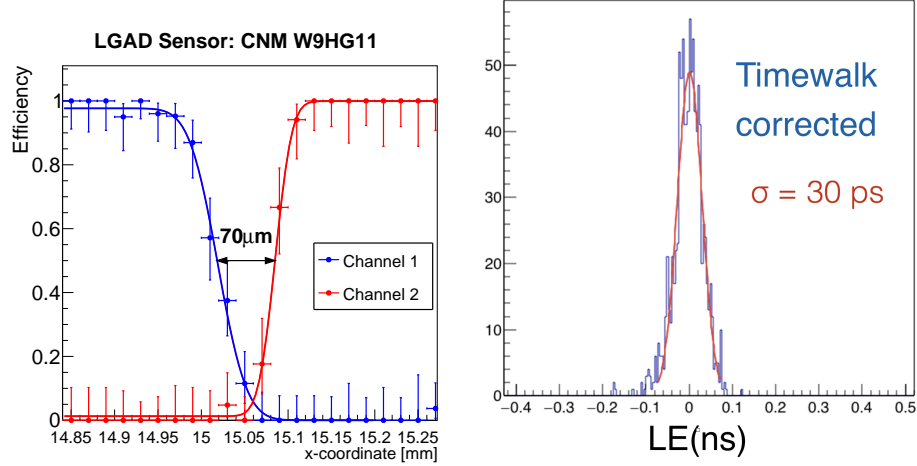 LGAD Sensor: CNM W9HG11
Efficiency
1
0.8
0.6
0.4
0.2
0
70μm
Channel 1
Channel 2
14.85 14.9 14.95 15 15.05 15.1 15.15 15.2 15.25
x-coordinate [mm]
50
40
30
20
10
0
Timewalk
corrected
σ = 30 ps
−0.4 −0.3 −0.2 −0.1 0 0.1 0.2 0.3 0.4 0.5
LE(ns)